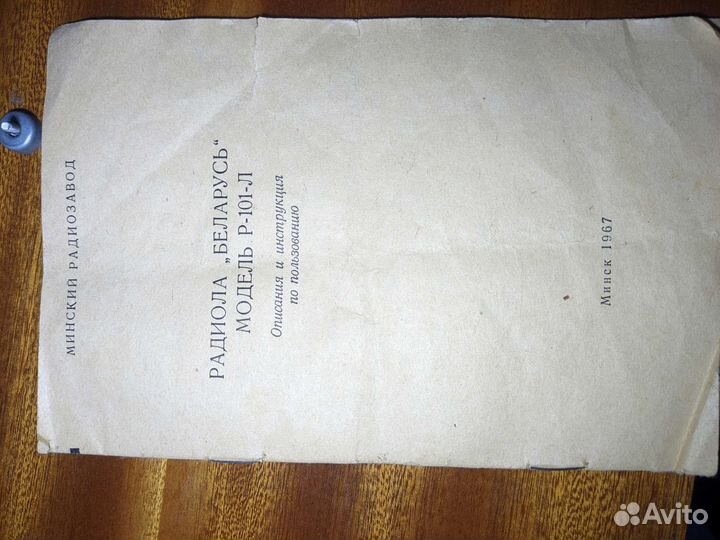 МИНСКИЙ РАДИОЗАВОД
РАДИОЛА „БЕЛАРУСЬ“
МОДЕЛЬ Р-101-Л
Описания и инструкция
по пользованию
Минск 1967
Avito